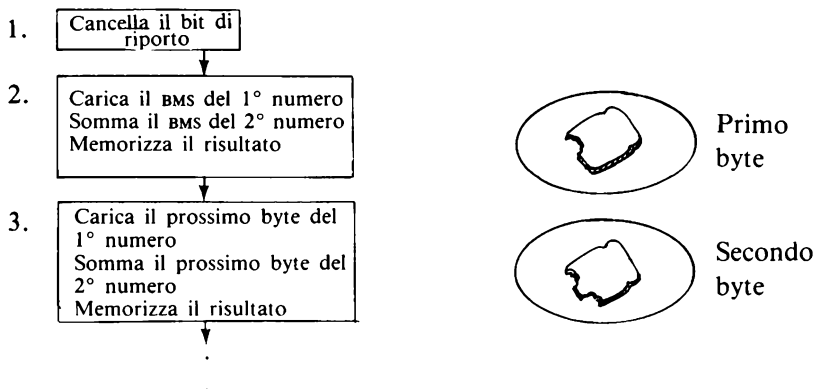 1.
Cancella il bit di
riporto
2.
Carica il BMS del 1° numero
Somma il BMS del 2° numero
Memorizza il risultato
3.
Carica il prossimo byte del
1° numero
Somma il prossimo byte del
2° numero
Memorizza il risultato
Primo
byte
Secondo
byte